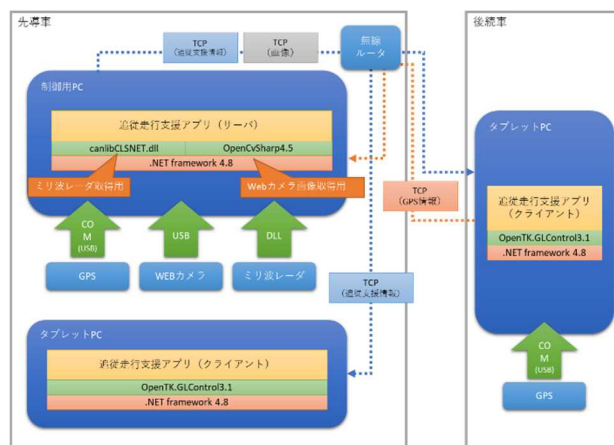 先導車
後続車
TCP
(追従支援情報)
TCP
(画像)
無線
ルータ
制御用PC
追従走行支援アプリ（サーバ）
canlibCLSNET.dll
OpenCvSharp4.5
.NET framework 4.8
ミリ波レーダ取得用
Webカメラ画像取得用
CO
M
(USB)
USB
DLL
GPS
WEBカメラ
ミリ波レーダ
TCP
(GPS情報)
TCP
(追従支援情報)
タブレットPC
追従走行支援アプリ（クライアント）
OpenTK.GLControl3.1
.NET framework 4.8
タブレットPC
追従走行支援アプリ
（クライアント）
OpenTK.GLControl3.1
.NET framework 4.8
CO
M
(USB)
GPS